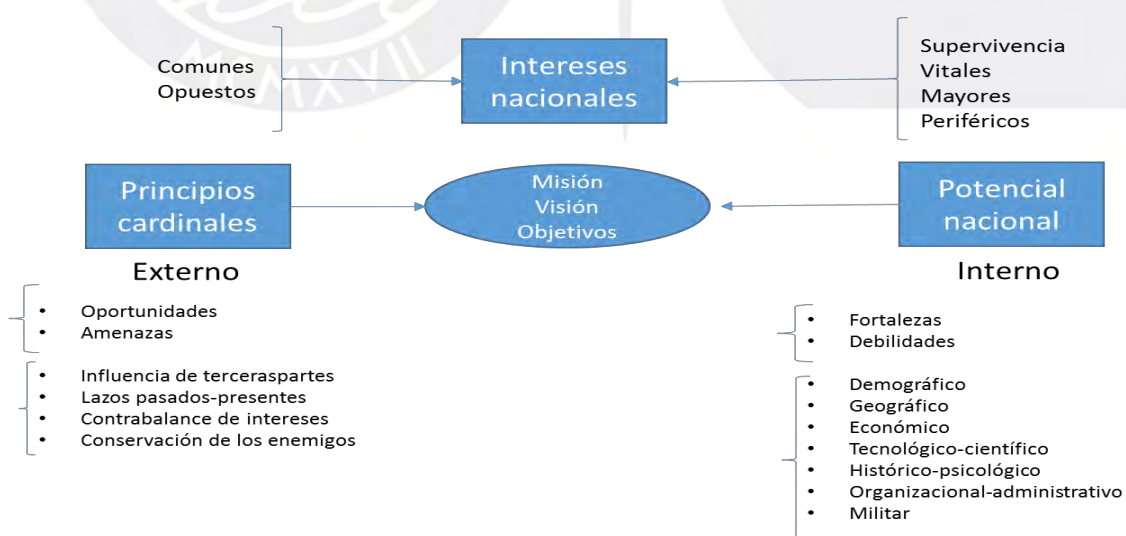 Comunes
Opuestos
Intereses
nacionales
Supervivencia
Vitales
Mayores
Periféricos
Principios
cardinales
Misión
Visión
Objetivos
Potencial
nacional
Externo
• Oportunidades
• Amenazas
• Influencia de terceraspartes
• Lazos pasados-presentes
• Contrabalance de intereses
• Conservación de los enemigos
Interno
• Fortalezas
• Debilidades
• Demográfico
• Geográfico
• Económico
• Tecnológico-científico
• Histórico-psicológico
• Organizacional-administrativo
• Militar
MCMXVII